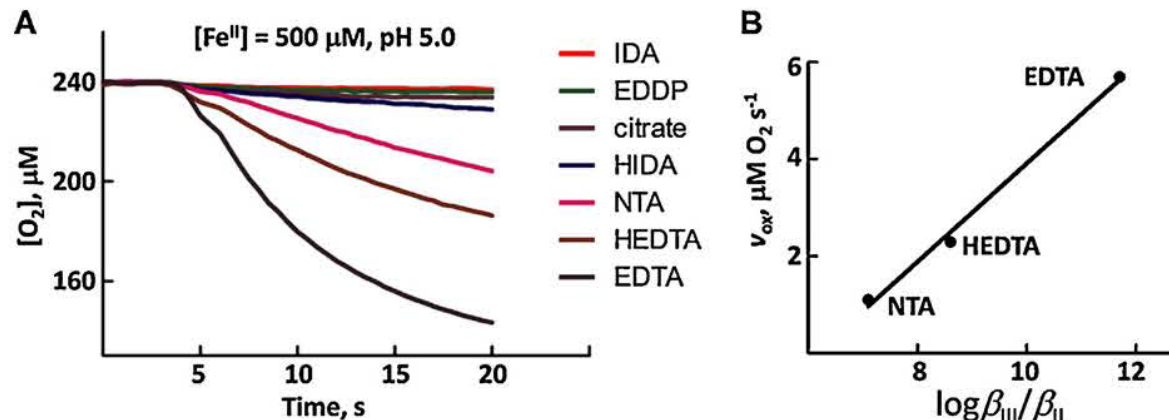 A
[Fe^II] = 500 μM, pH 5.0
240
200
160
[O₂], μM
5 10 15 20
Time, s
IDA
EDDP
citrate
HIDA
NTA
HEDTA
EDTA
B
6
4
2
v_ox, μM O₂ s⁻¹
EDTA
HEDTA
NTA
8 10 12
logβ_III/β_II